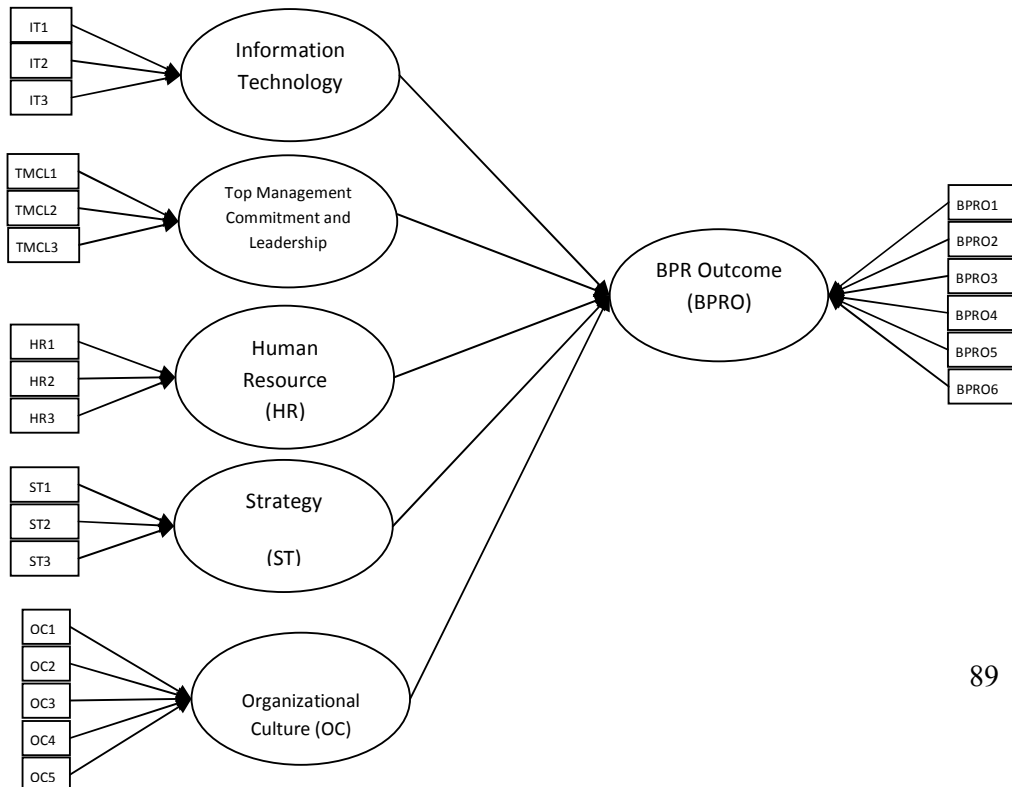 IT1
IT2
IT3
Information
Technology
TMCL1
TMCL2
TMCL3
Top Management
Commitment and
Leadership
HR1
HR2
HR3
Human
Resource
(HR)
ST1
ST2
ST3
Strategy
(ST)
OC1
OC2
OC3
OC4
OC5
Organizational
Culture (OC)
BPR Outcome
(BPRO)
BPRO1
BPRO2
BPRO3
BPRO4
BPRO5
BPRO6
89